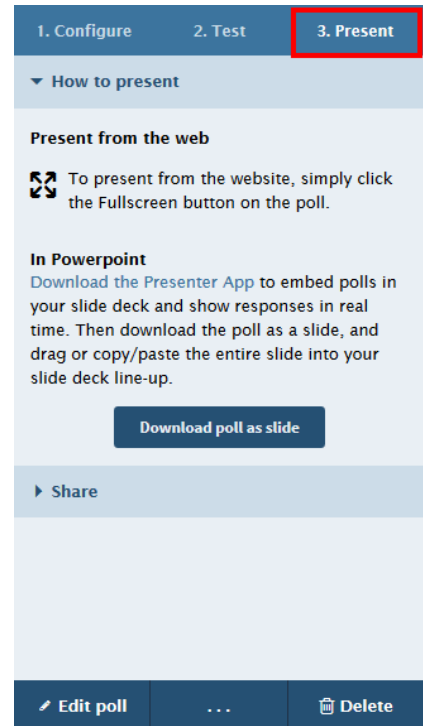 1. Configure 2. Test 3. Present
How to present
Present from the web
To present from the website, simply click
the Fullscreen button on the poll.
In Powerpoint
Download the Presenter App to embed polls in
your slide deck and show responses in real
time. Then download the poll as a slide, and
drag or copy/paste the entire slide into your
slide deck line-up.
Download poll as slide
Share
Edit poll ... Delete